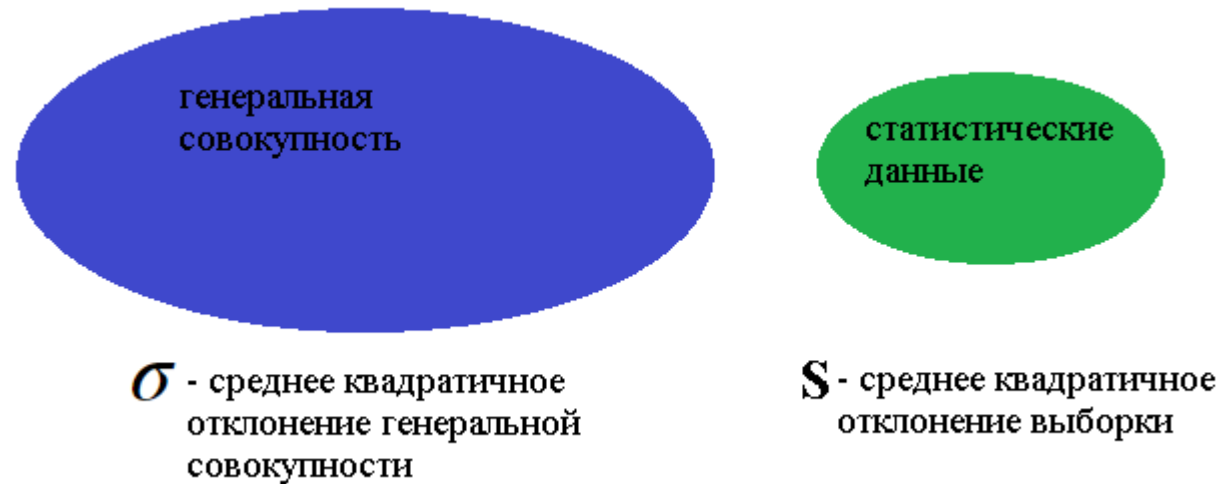 генеральная
совокупность
статистические
данные
σ - среднее квадратичное
отклонение генеральной
совокупности
S - среднее квадратичное
отклонение выборки